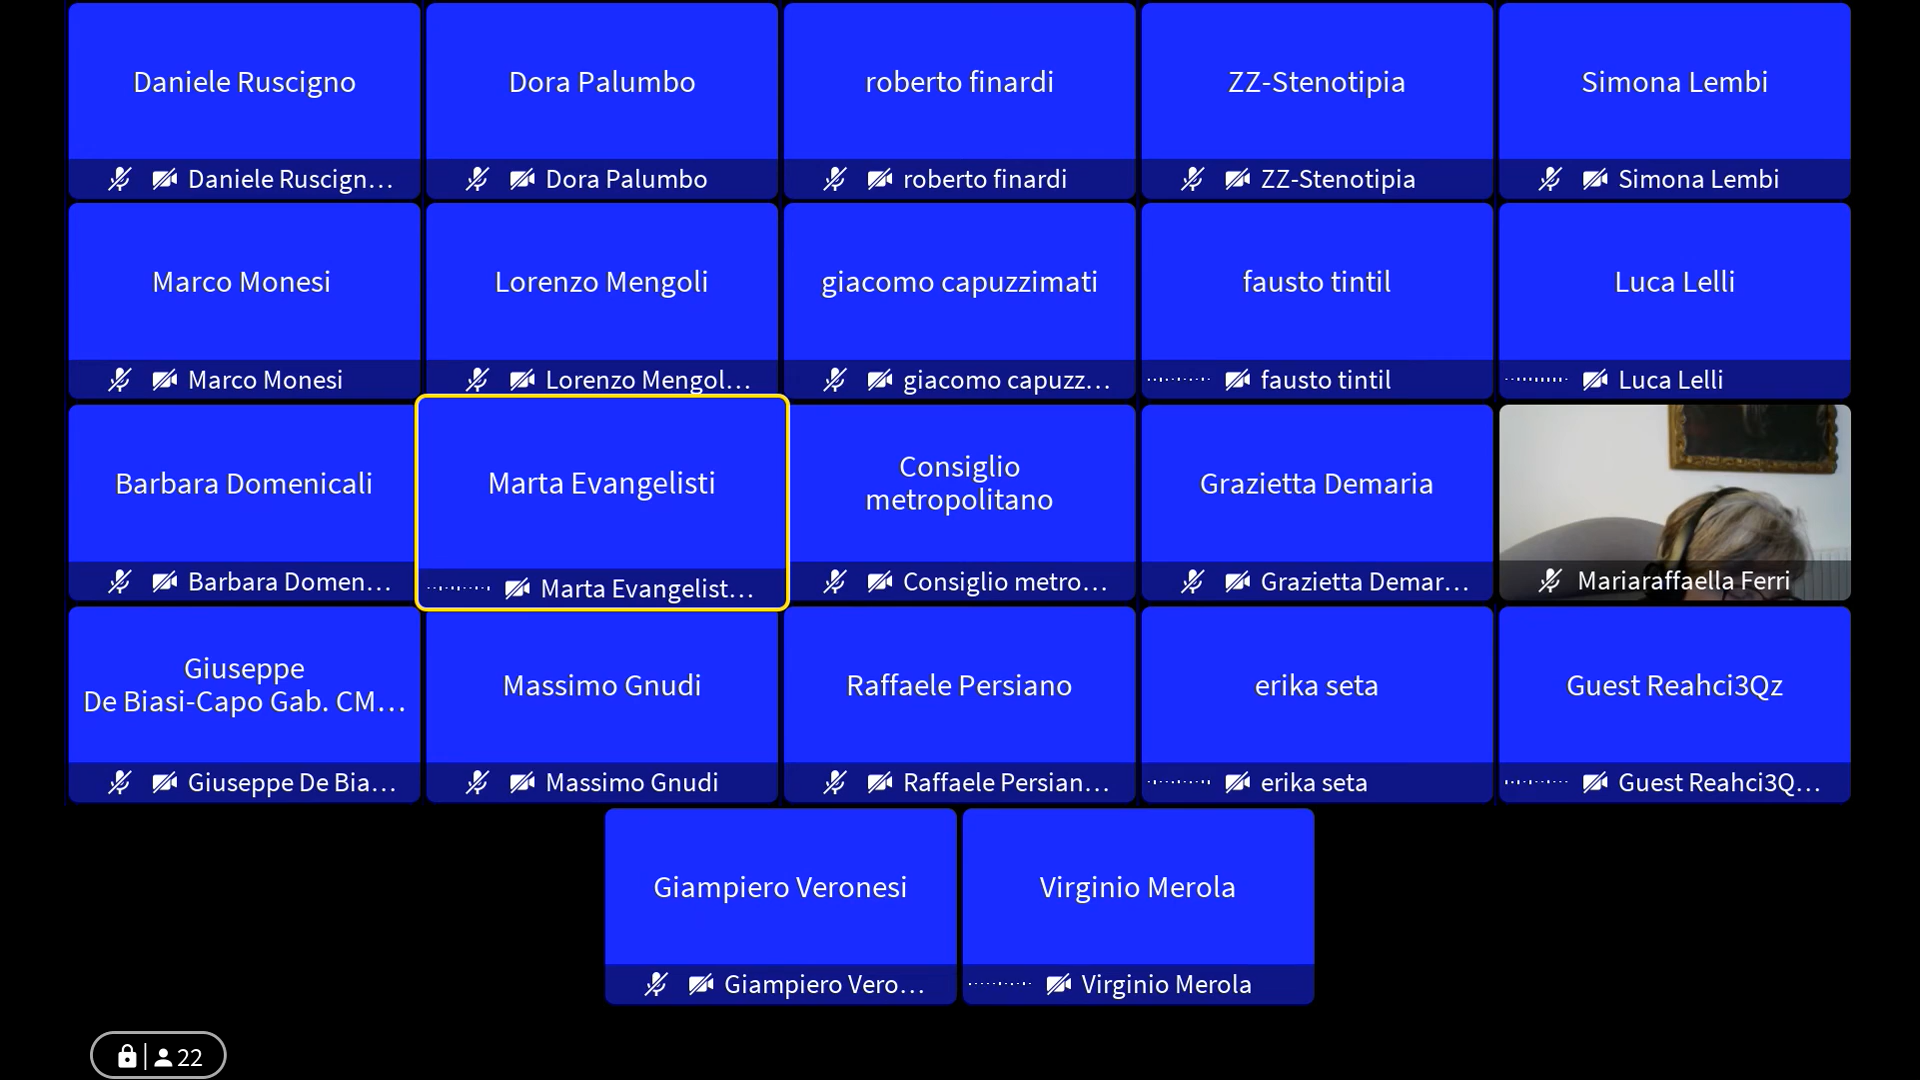 Daniele Ruscigno
Dora Palumbo
roberto finardi
ZZ-Stenotipia
Simona Lembi
Daniele Ruscign...
Dora Palumbo
roberto finardi
ZZ-Stenotipia
Simona Lembi
Marco Monesi
Lorenzo Mengoli
giacomo capuzzimati
fausto tintil
Luca Lelli
Marco Monesi
Lorenzo Mengol...
giacomo capuzz...
fausto tintil
Luca Lelli
Barbara Domenicali
Marta Evangelisti
Consiglio
metropolitano
Grazietta Demaria
Barbara Domen...
Marta Evangelist...
Consiglio metro...
Grazietta Demar...
Mariaraffaella Ferri
Giuseppe
De Biasi-Capo Gab. CM...
Massimo Gnudi
Raffaele Persiano
erika seta
Guest Reahci3Qz
Giuseppe De Bia...
Massimo Gnudi
Raffaele Persian...
erika seta
Guest Reahci3Q...
Giampiero Veronesi
Virginio Merola
Giampiero Vero...
Virginio Merola
22